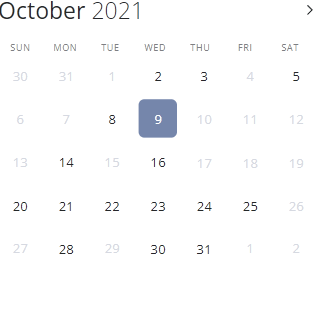 October 2021
SUN MON TUE WED THU FRI SAT
30 31 1 2 3 4 5
6 7 8 9 10 11 12
13 14 15 16 17 18 19
20 21 22 23 24 25 26
27 28 29 30 31 1 2